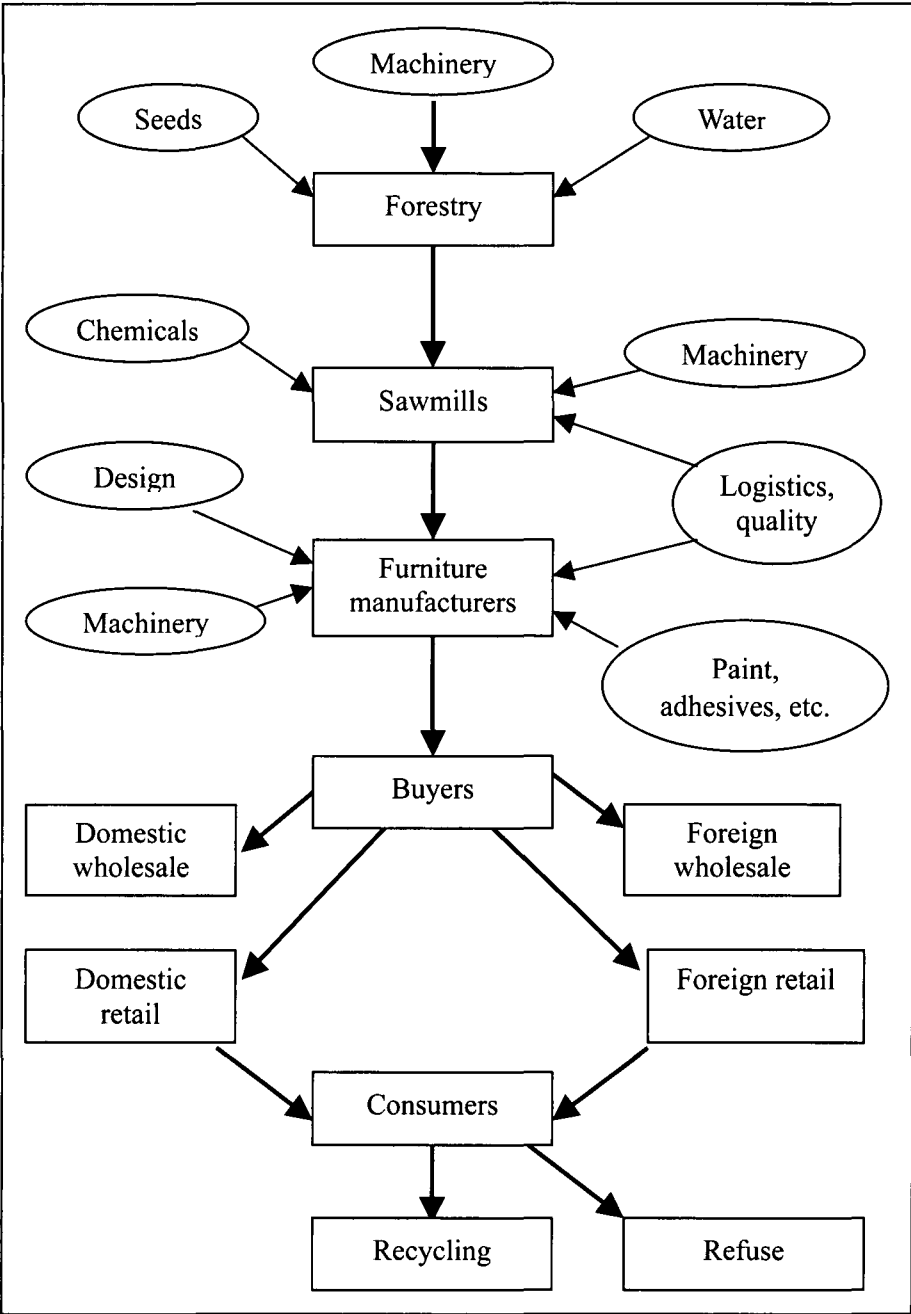 Machinery
Seeds
Water
Forestry
Chemicals
Machinery
Sawmills
Design
Logistics,
quality
Furniture
manufacturers
Machinery
Paint,
adhesives, etc.
Buyers
Domestic
wholesale
Foreign
wholesale
Domestic
retail
Foreign retail
Consumers
Recycling
Refuse